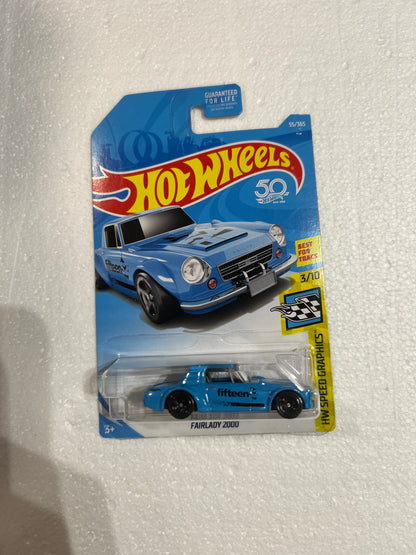 GUARANTEED
FOR LIFE
55/365
HOT WHEELS
50
BEST
FOR
TRACK
3/10
fifteen
HW SPEED GRAPHICS
fifteen
FAIRLADY 2000
3+